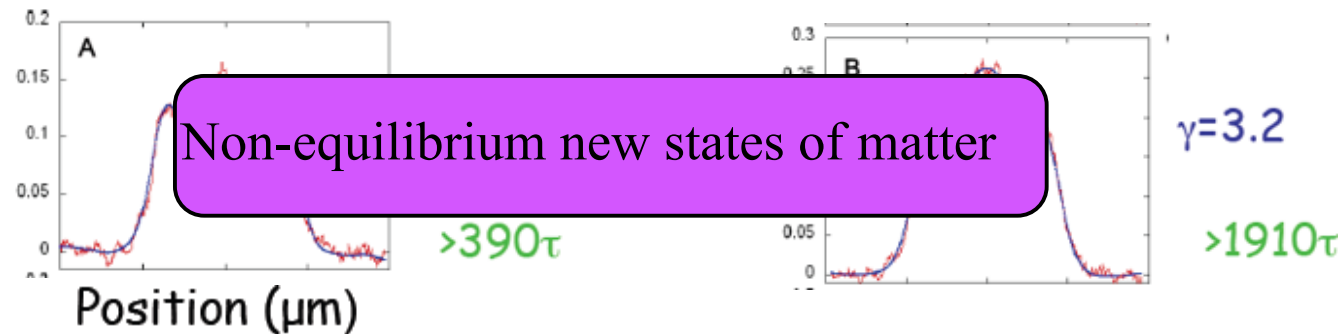 0.2
A
0.15
0.1
0.05
0
Position (μm)
>390τ
Non-equilibrium new states of matter
0.3
B
0.05
0
γ=3.2
>1910τ